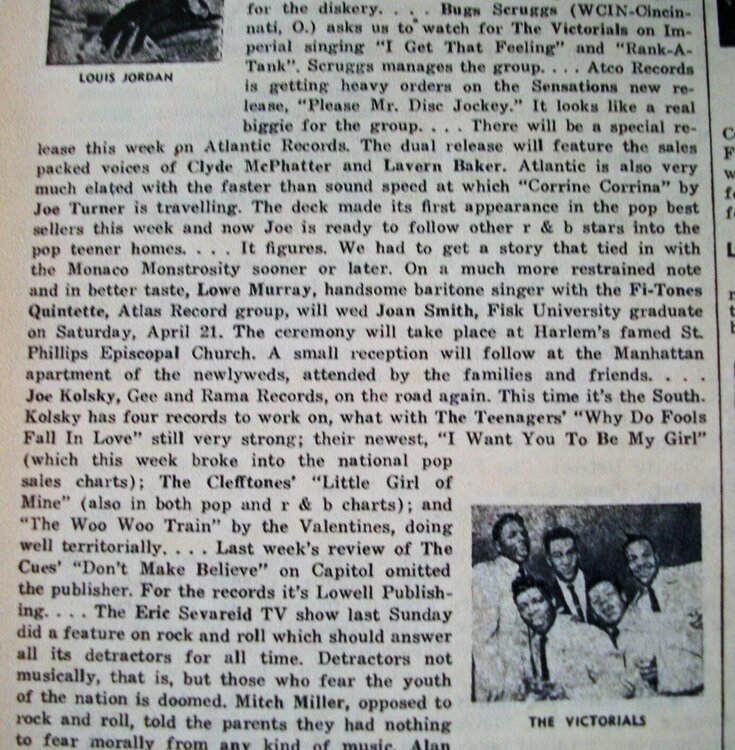 LOUIS JORDAN
for the diskery. . . . Bugs Scruggs (WCIN-Cincin-
nati, O.) asks us to watch for The Victorials on Im-
perial singing "I Get That Feeling" and "Rank-A-
Tank". Scruggs manages the group. . . . Atco Records
is getting heavy orders on the Sensations new re-
lease, "Please Mr. Disc Jockey." It looks like a real
biggie for the group. . . . There will be a special re-
lease this week on Atlantic Records. The dual release will feature the sales
packed voices of Clyde McPhatter and Lavern Baker. Atlantic is also very
much elated with the faster than sound speed at which "Corrine Corrina" by
Joe Turner is travelling. The deck made its first appearance in the pop best
sellers this week and now Joe is ready to follow other r & b stars into the
pop teener homes. . . . It figures. We had to get a story that tied in with
the Monaco Monstrosity sooner or later. On a much more restrained note
and in better taste, Lowe Murray, handsome baritone singer with the Fi-Tones
Quintette, Atlas Record group, will wed Joan Smith, Fisk University graduate
on Saturday, April 21. The ceremony will take place at Harlem's famed St.
Phillips Episcopal Church. A small reception will follow at the Manhattan
apartment of the newlyweds, attended by the families and friends. . . .
Joe Kolsky, Gee and Rama Records, on the road again. This time it's the South.
Kolsky has four records to work on, what with The Teenagers' "Why Do Fools
Fall In Love" still very strong; their newest, "I Want You To Be My Girl"
(which this week broke into the national pop
sales charts); The Clefftones' "Little Girl of
Mine" (also in both pop and r & b charts); and
"The Woo Woo Train" by the Valentines, doing
well territorially. . . . Last week's review of The
Cues' "Don't Make Believe" on Capitol omitted
the publisher. For the records it's Lowell Publish-
ing. . . . The Eric Sevareid TV show last Sunday
did a feature on rock and roll which should answer
all its detractors for all time. Detractors not
musically, that is, but those who fear the youth
of the nation is doomed. Mitch Miller, opposed to
rock and roll, told the parents they had nothing
to fear morally from any kind of music. Alan
THE VICTORIALS